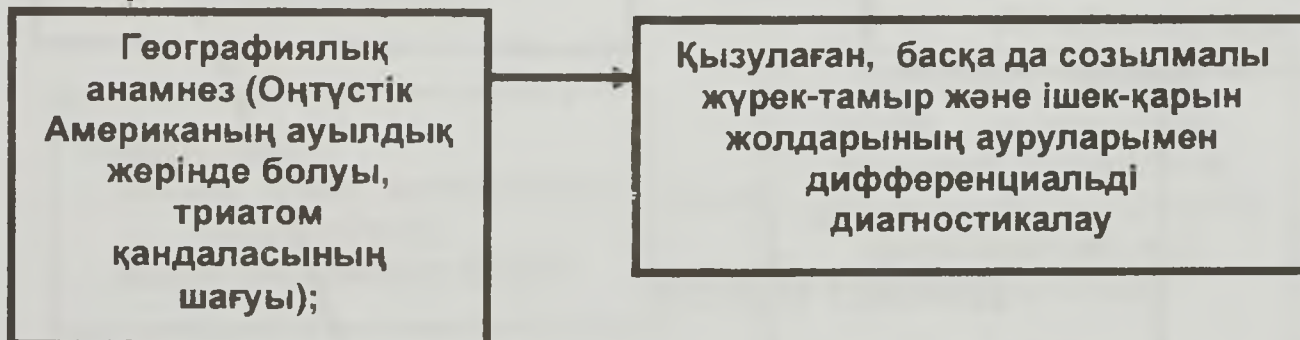 Географиялық
анамнез (Оңтүстік
Американың ауылдық
жерінде болуы,
триатом
қандаласының
шағуы);
Қызулаған, басқа да созылмалы
жүрек-тамыр және ішек-қарын
жолдарының ауруларымен
дифференциальді
диагностикалау